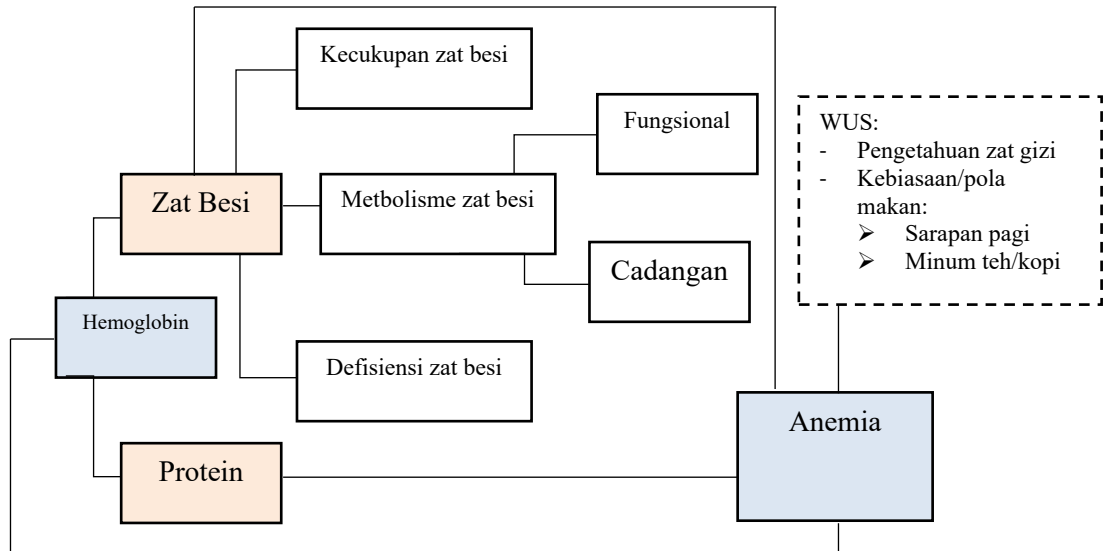 Kecukupan zat besi
Fungsional
WUS:
- Pengetahuan zat gizi
- Kebiasaan/pola
makan:
➢ Sarapan pagi
➢ Minum teh/kopi
Zat Besi
Metbolisme zat besi
Cadangan
Hemoglobin
Defisiensi zat besi
Anemia
Protein